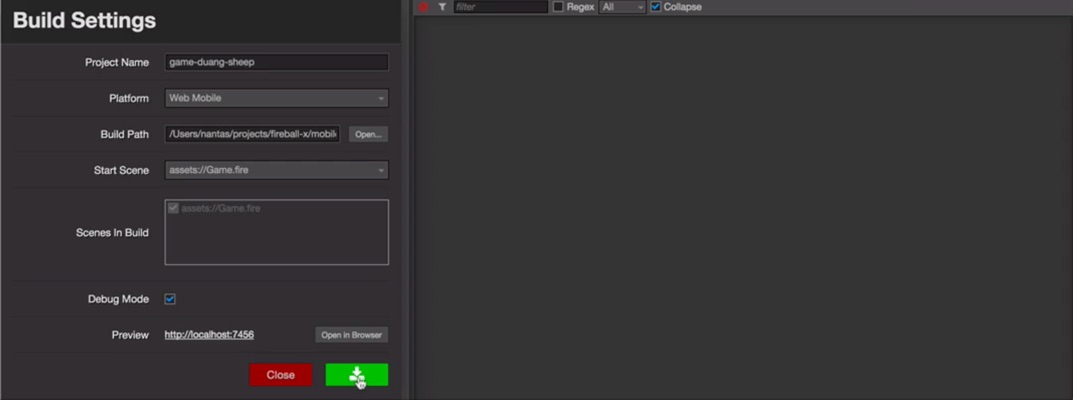 Build Settings
Regex
All
Collapse
filter
Project Name
game-duang-sheep
Platform
Web Mobile
Build Path
/Users/nantas/projects/fireball-x/mobil
Open...
Start Scene
assets://Game.fire
assets://Game.fire
Scenes In Build
Debug Mode
Preview
http://localhost:7456
Open in Browser
Close